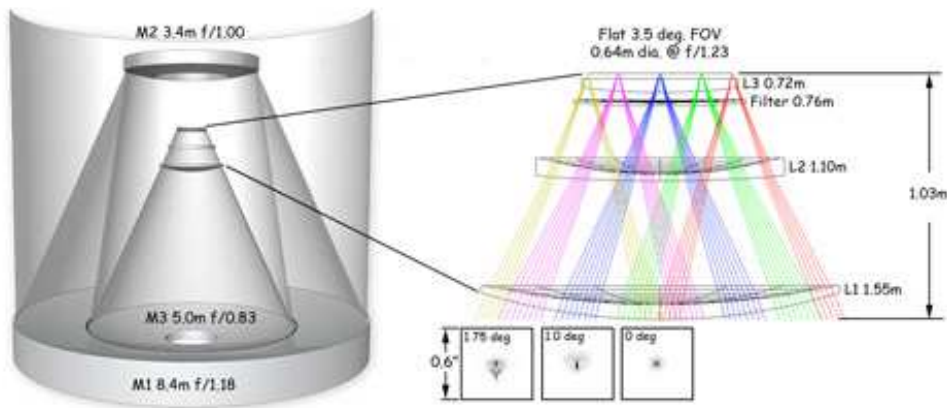 M2 3.4m f/1.00
M3 5.0m f/0.83
M1 8.4m f/1.18
Flat 3.5 deg. FOV
0.64m dia. @ f/1.23
L3 0.72m
Filter 0.76m
L2 1.10m
1.03m
L1 1.55m
0.6"
1.75 deg
1.0 deg
0 deg